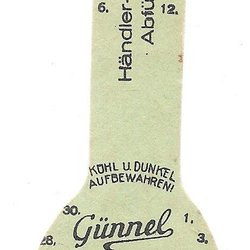 6. 12.
Händler-
Abfü
KÜHL U. DUNKEL
AUFBEWAHREN!
30. 1.
28. 3.
Günnel